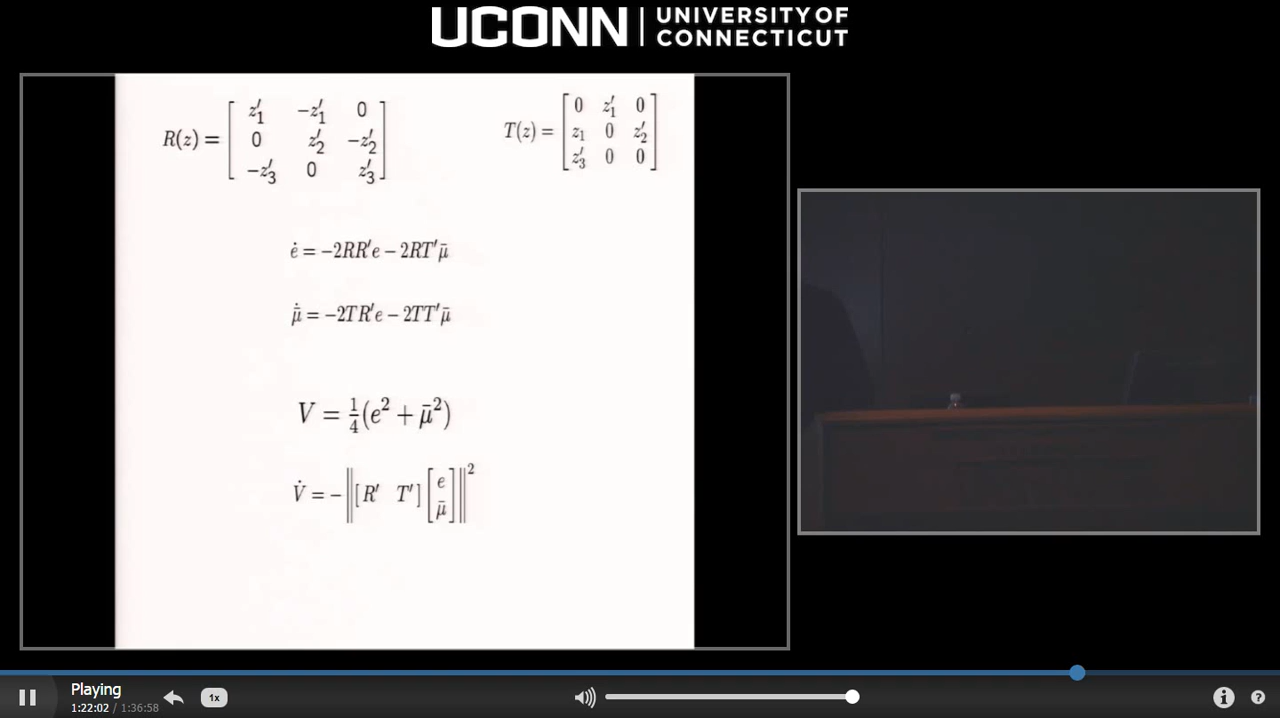 UCONN | UNIVERSITY OF CONNECTICUT
R(z) = [ z′₁ −z′₁ 0 ; 0 z′₂ −z′₂ ; −z′₃ 0 z′₃ ]
T(z) = [ 0 z′₁ 0 ; z₁ 0 z′₂ ; z′₃ 0 0 ]
ė = −2RR′e − 2RT′μ̄
μ̄̇ = −2TR′e − 2TT′μ̄
V = ¼(e² + μ̄²)
V̇ = −‖[ R′ T′ ] [ e ; μ̄ ]‖²
Playing
1x
1:22:02 / 1:36:58
i
?